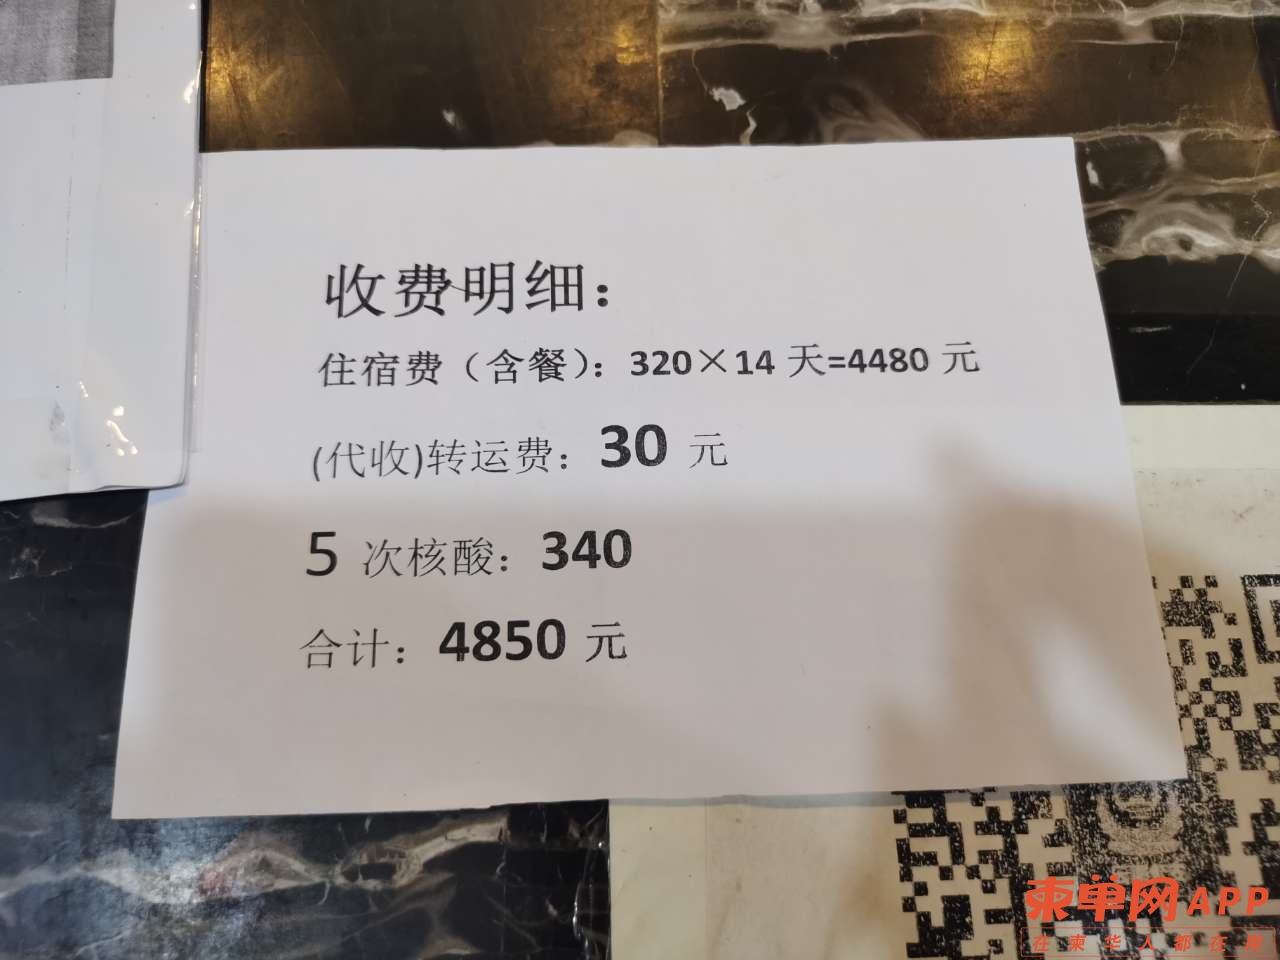 收费明细：
住宿费（含餐）：320×14 天=4480 元
(代收)转运费：30 元
5 次核酸：340
合计：4850 元
柬单网APP
在柬华人都在用